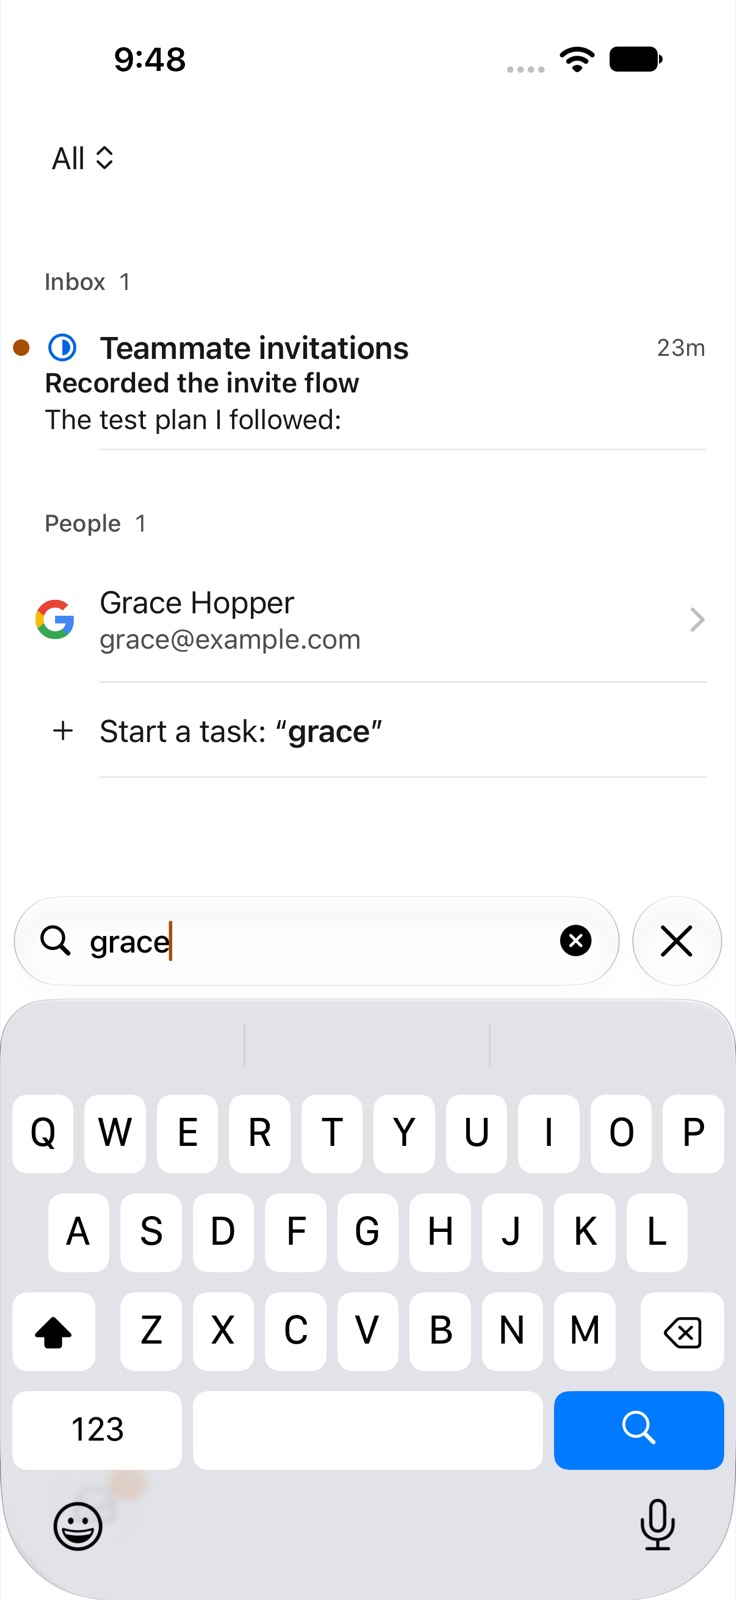 9:48
All
Inbox 1
Teammate invitations 23m
Recorded the invite flow
The test plan I followed:
People 1
Grace Hopper
grace@example.com
Start a task: “grace”
grace
Q W E R T Y U I O P
A S D F G H J K L
Z X C V B N M
123